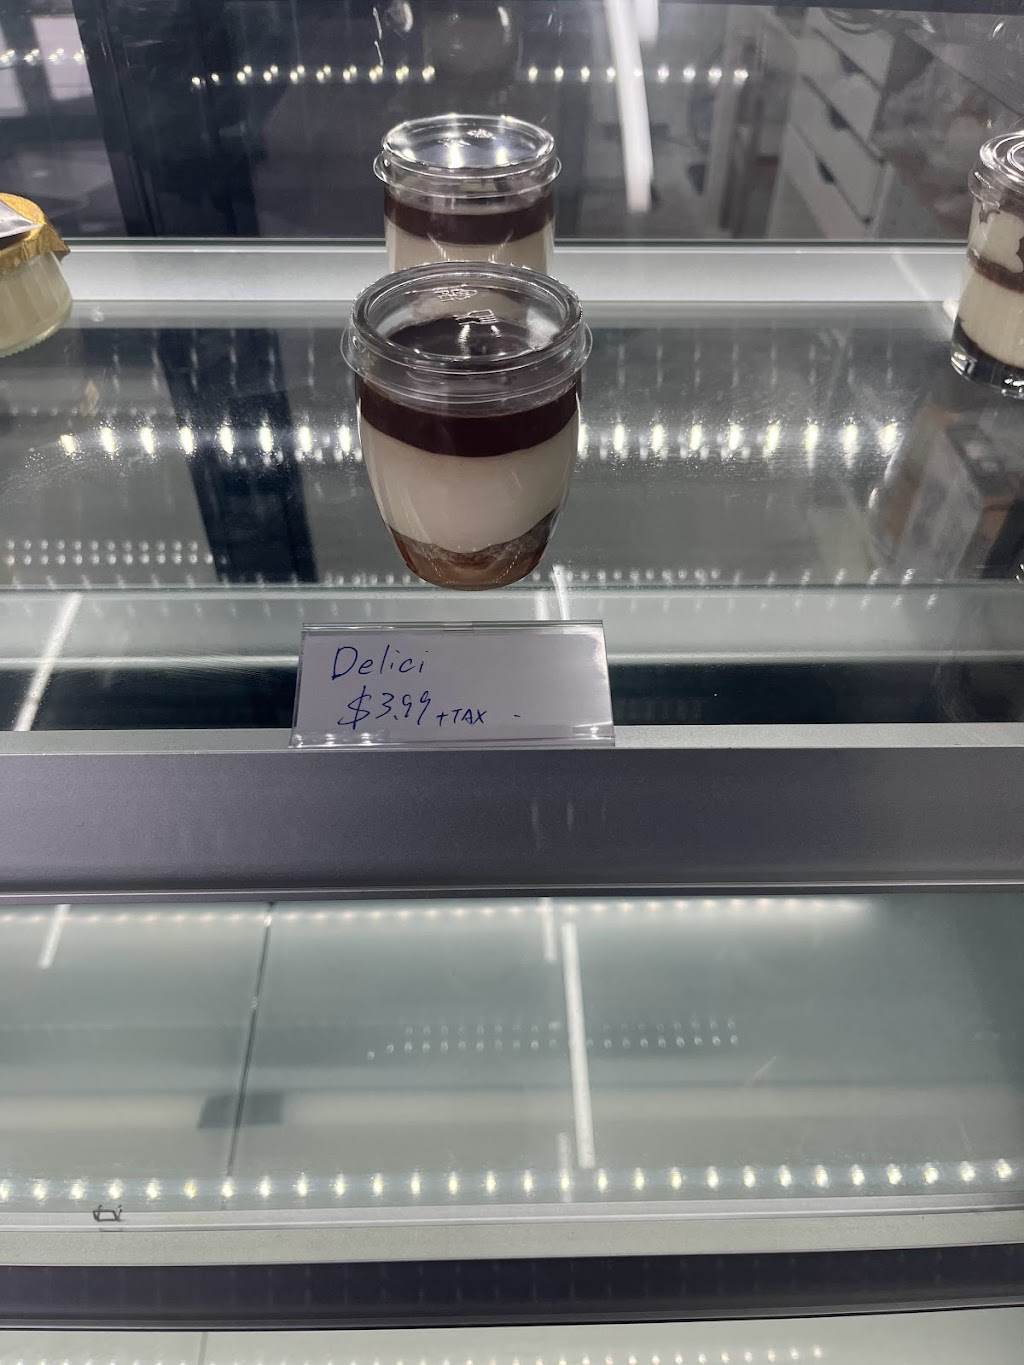 Delici
$3.99 +TAX